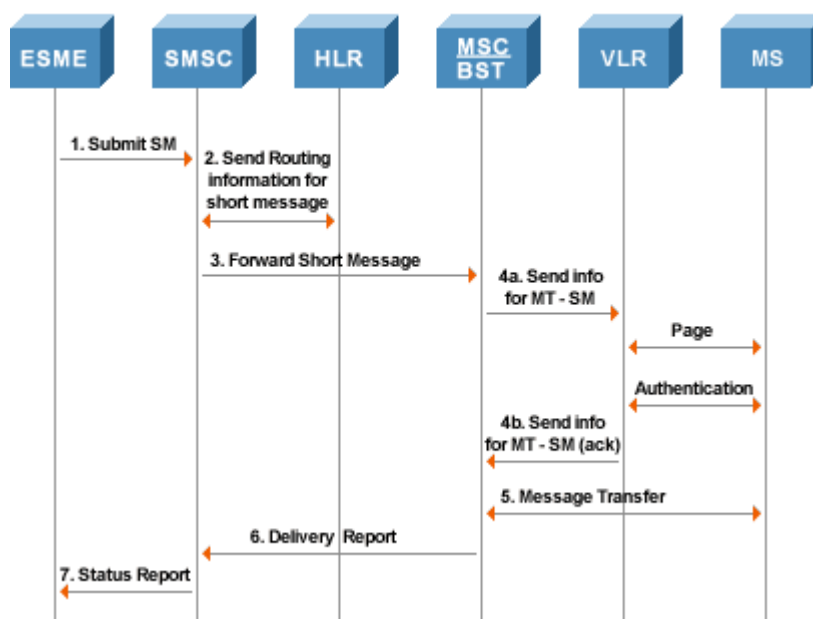 ESME
SMSC
HLR
MSC
BST
VLR
MS
1. Submit SM
2. Send Routing
information for
short message
3. Forward Short Message
4a. Send info
for MT - SM
Page
Authentication
4b. Send info
for MT - SM (ack)
5. Message Transfer
6. Delivery Report
7. Status Report